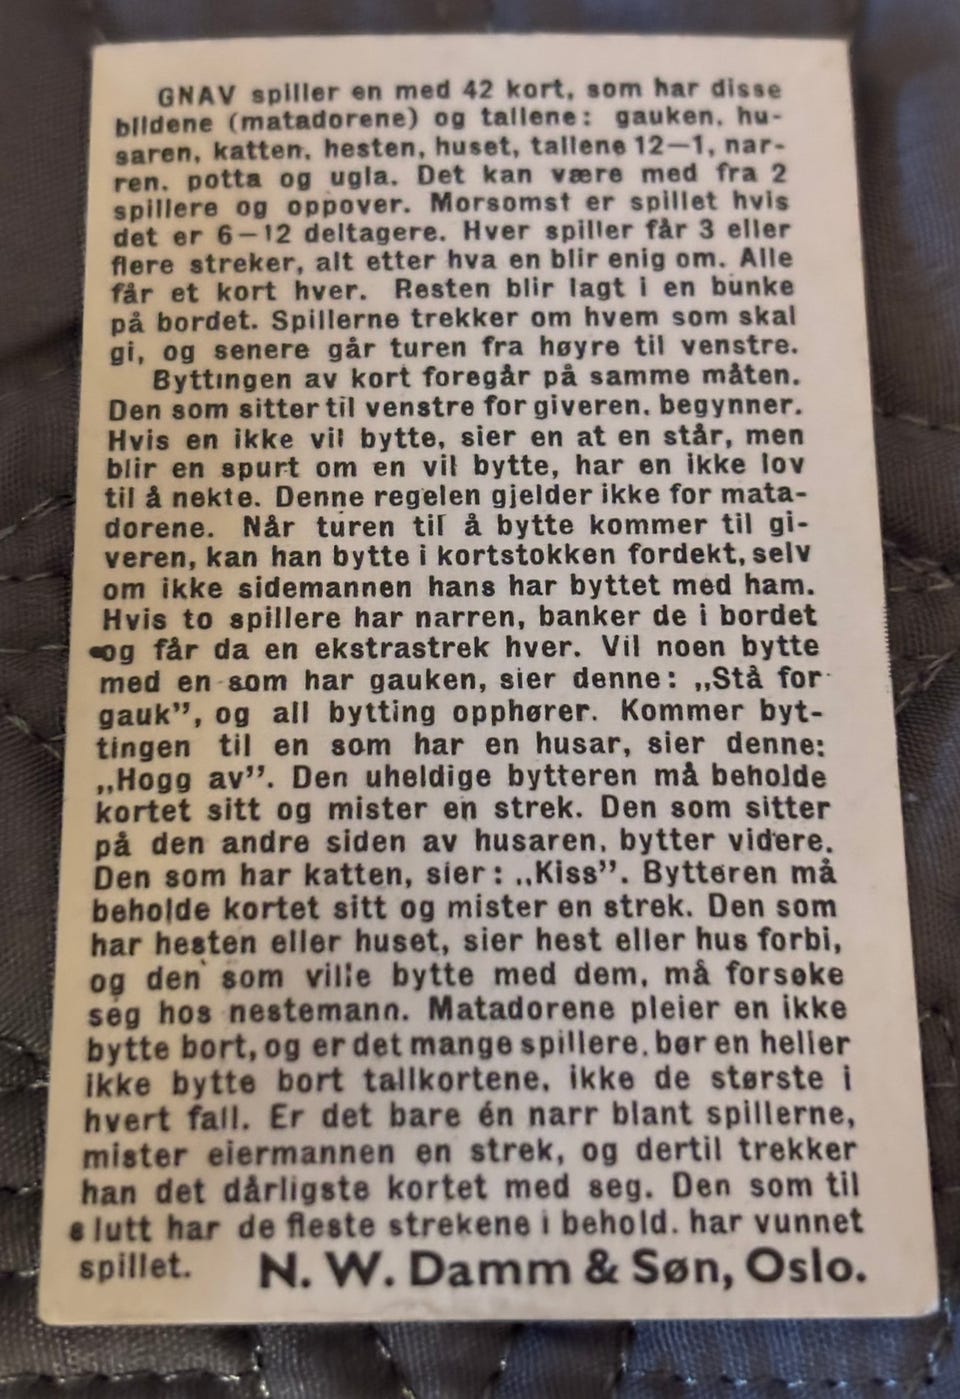 GNAV spiller en med 42 kort, som har disse
bildene (matadorene) og tallene: gauken, hu-
saren, katten, hesten, huset, tallene 12—1, nar-
ren, potta og ugla. Det kan være med fra 2
spillere og oppover. Morsomst er spillet hvis
det er 6—12 deltagere. Hver spiller får 3 eller
flere streker, alt etter hva en blir enig om. Alle
får et kort hver. Resten blir lagt i en bunke
på bordet. Spillerne trekker om hvem som skal
gi, og senere går turen fra høyre til venstre.
Byttingen av kort foregår på samme måten.
Den som sitter til venstre for giveren, begynner.
Hvis en ikke vil bytte, sier en at en står, men
blir en spurt om en vil bytte, har en ikke lov
til å nekte. Denne regelen gjelder ikke for mata-
dorene. Når turen til å bytte kommer til gi-
veren, kan han bytte i kortstokken fordekt, selv
om ikke sidemannen hans har byttet med ham.
Hvis to spillere har narren, banker de i bordet
og får da en ekstrastrek hver. Vil noen bytte
med en som har gauken, sier denne: „Stå for
gauk”, og all bytting opphører. Kommer byt-
tingen til en som har en husar, sier denne:
„Hogg av”. Den uheldige bytteren må beholde
kortet sitt og mister en strek. Den som sitter
på den andre siden av husaren, bytter videre.
Den som har katten, sier: „Kiss”. Bytteren må
beholde kortet sitt og mister en strek. Den som
har hesten eller huset, sier hest eller hus forbi,
og den som ville bytte med dem, må forsøke
seg hos nestemann. Matadorene pleier en ikke
bytte bort, og er det mange spillere, bør en heller
ikke bytte bort tallkortene, ikke de største i
hvert fall. Er det bare én narr blant spillerne,
mister eiermannen en strek, og dertil trekker
han det dårligste kortet med seg. Den som til
slutt har de fleste strekene i behold, har vunnet
spillet. N. W. Damm & Søn, Oslo.